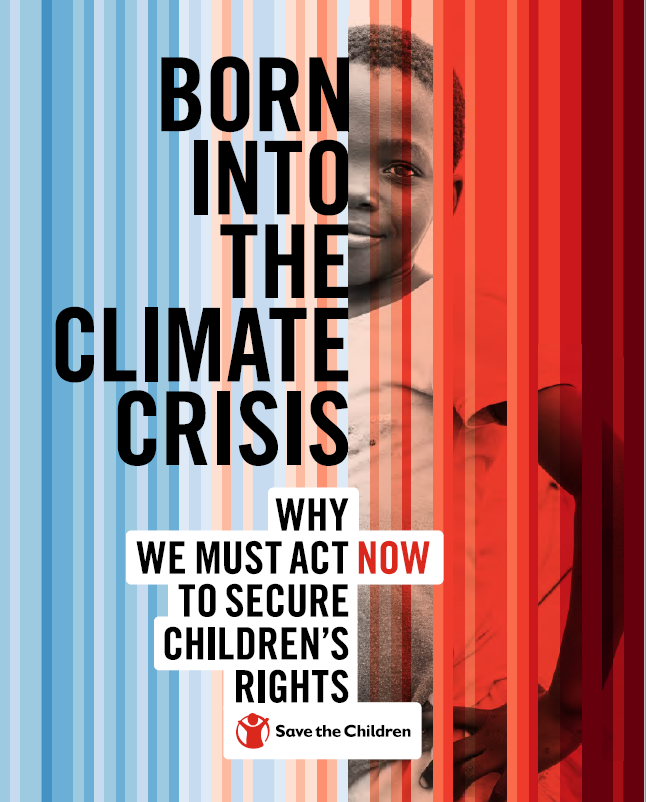 BORN
INTO
THE
CLIMATE
CRISIS
WHY
WE MUST ACT NOW
TO SECURE
CHILDREN'S
RIGHTS
Save the Children